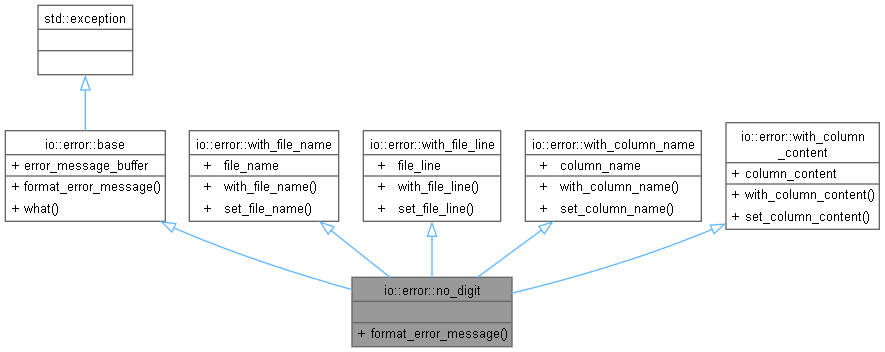 std::exception
io::error::base
+ error_message_buffer
+ format_error_message()
+ what()
io::error::with_file_name
+ file_name
+ with_file_name()
+ set_file_name()
io::error::with_file_line
+ file_line
+ with_file_line()
+ set_file_line()
io::error::with_column_name
+ column_name
+ with_column_name()
+ set_column_name()
io::error::with_column
_content
+ column_content
+ with_column_content()
+ set_column_content()
io::error::no_digit
+ format_error_message()